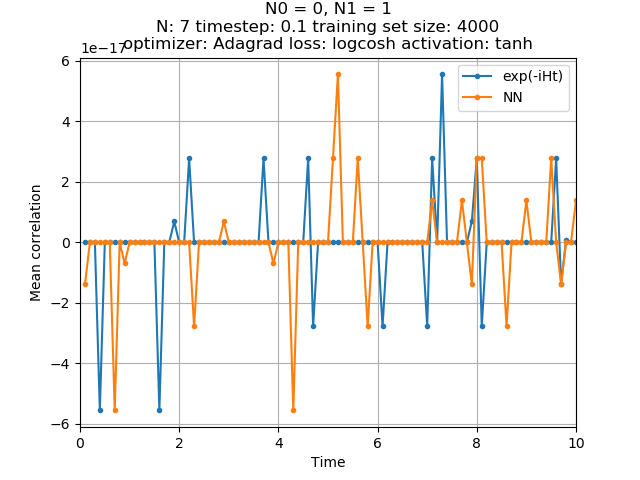 N0 = 0, N1 = 1
N: 7 timestep: 0.1 training set size: 4000
optimizer: Adagrad loss: logcosh activation: tanh
1e−17
exp(-iHt)
NN
6
4
2
0
−2
−4
−6
Mean correlation
0 2 4 6 8 10
Time